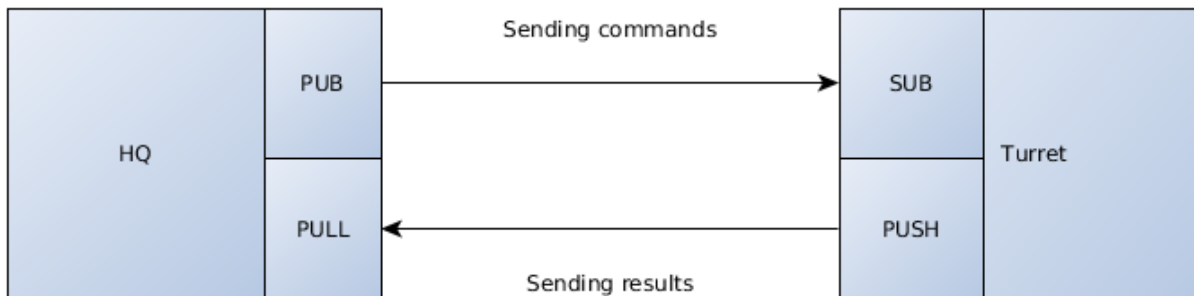 Sending commands
PUB
SUB
HQ
Turret
PULL
PUSH
Sending results